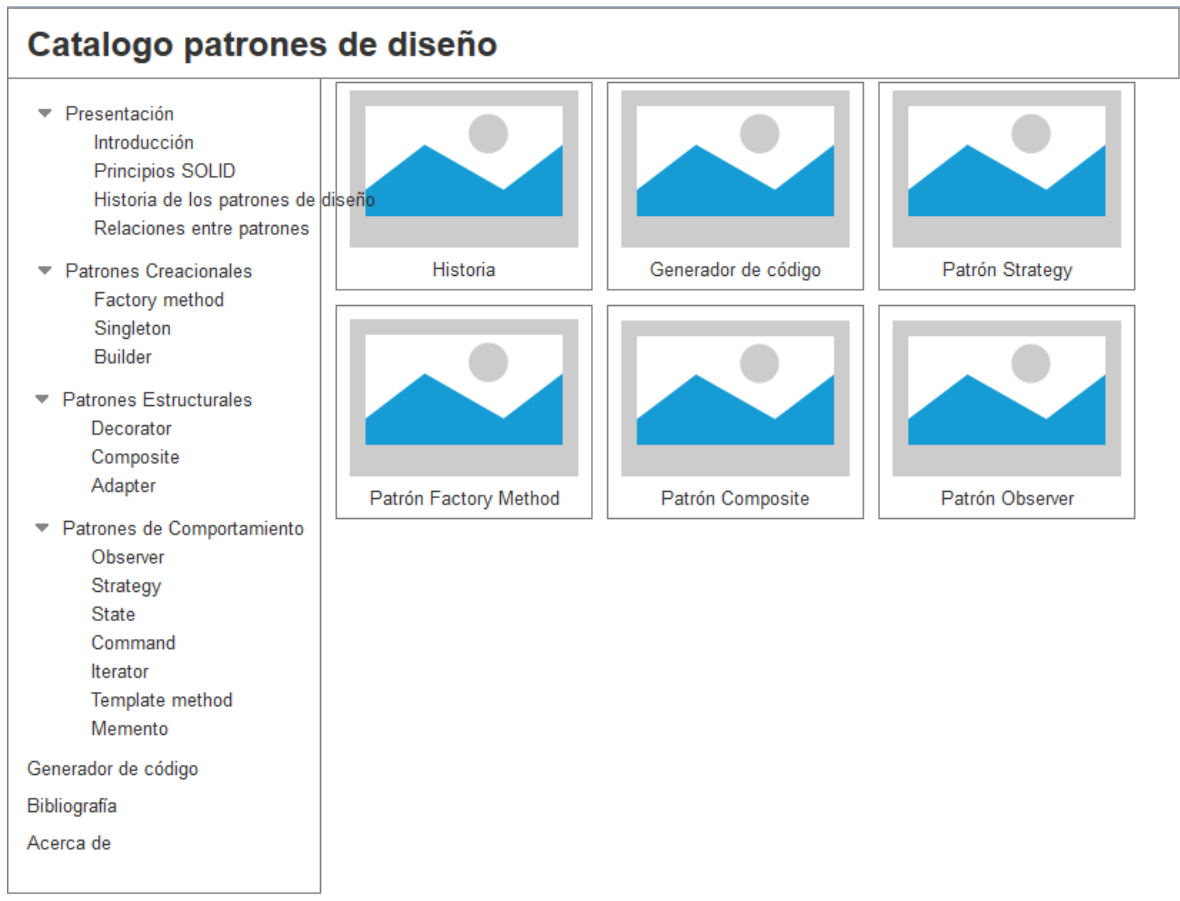 Catalogo patrones de diseño
Presentación
Introducción
Principios SOLID
Historia de los patrones de diseño
Relaciones entre patrones
Patrones Creacionales
Factory method
Singleton
Builder
Patrones Estructurales
Decorator
Composite
Adapter
Patrones de Comportamiento
Observer
Strategy
State
Command
Iterator
Template method
Memento
Generador de código
Bibliografía
Acerca de
Historia
Generador de código
Patrón Strategy
Patrón Factory Method
Patrón Composite
Patrón Observer